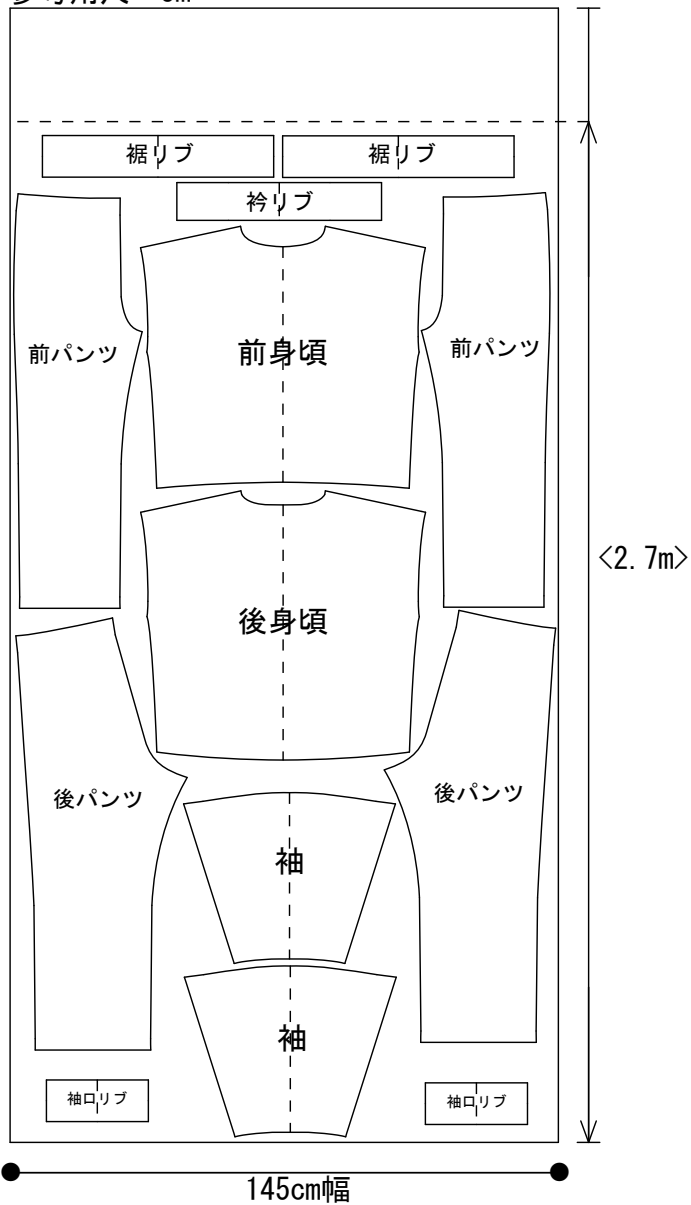 裾リブ
裾リブ
衿リブ
前パンツ
前身頃
前パンツ
<2.7m>
後身頃
後パンツ
後パンツ
袖
袖
袖口リブ
袖口リブ
145cm幅